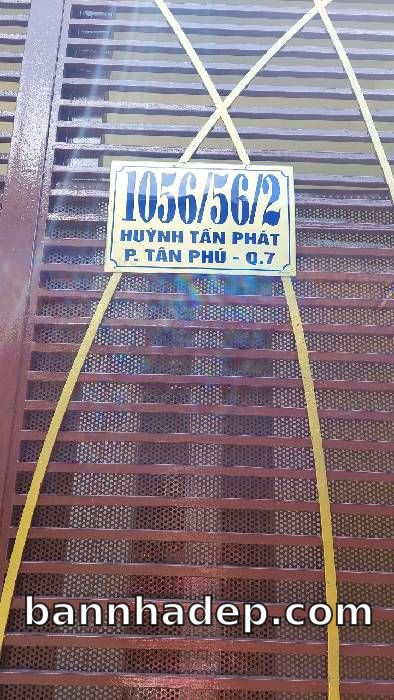 1056/56/2
HUỲNH TẤN PHÁT
P. TÂN PHÚ - Q.7
bannhadep.com